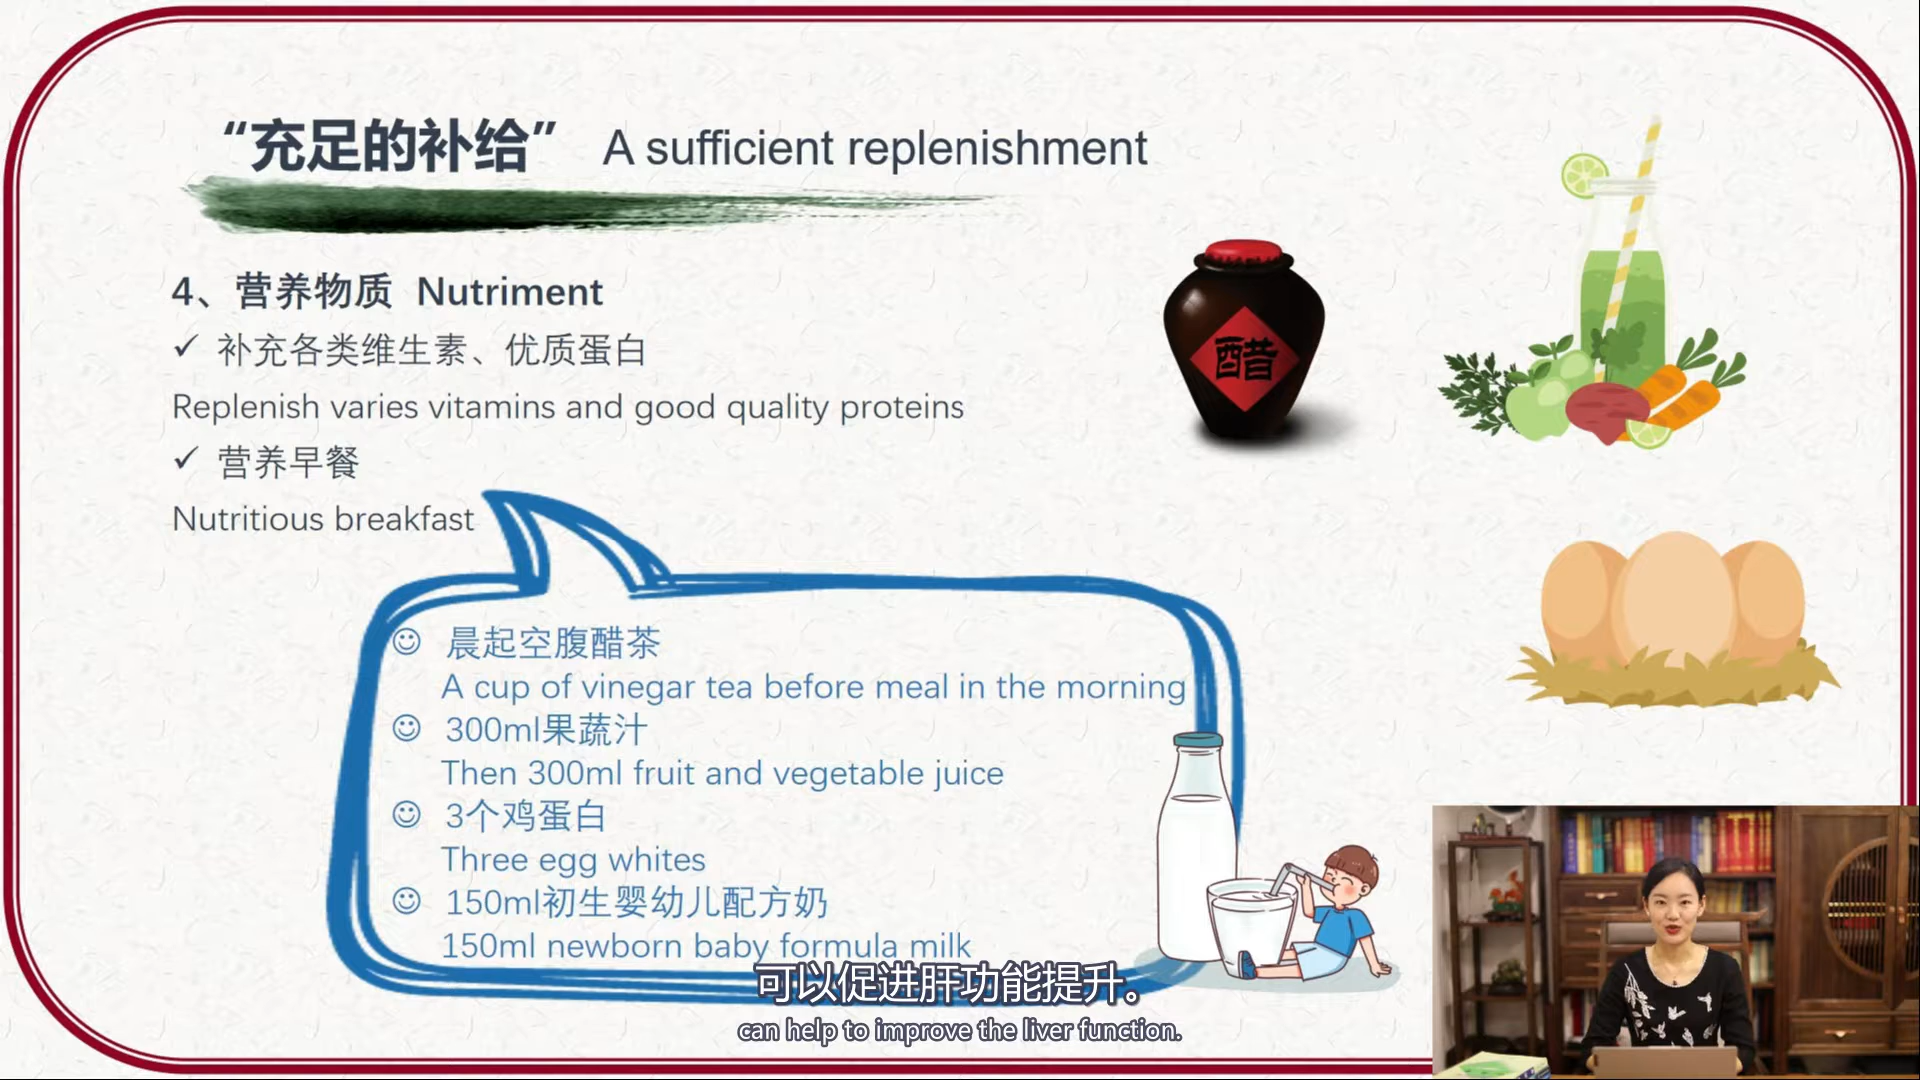 “充足的补给” A sufficient replenishment
4、营养物质 Nutriment
✓ 补充各类维生素、优质蛋白
Replenish varies vitamins and good quality proteins
✓ 营养早餐
Nutritious breakfast
醋
☺ 晨起空腹醋茶
A cup of vinegar tea before meal in the morning
☺ 300ml果蔬汁
Then 300ml fruit and vegetable juice
☺ 3个鸡蛋白
Three egg whites
☺ 150ml初生婴幼儿配方奶
150ml newborn baby formula milk
可以促进肝功能提升。
can help to improve the liver function.